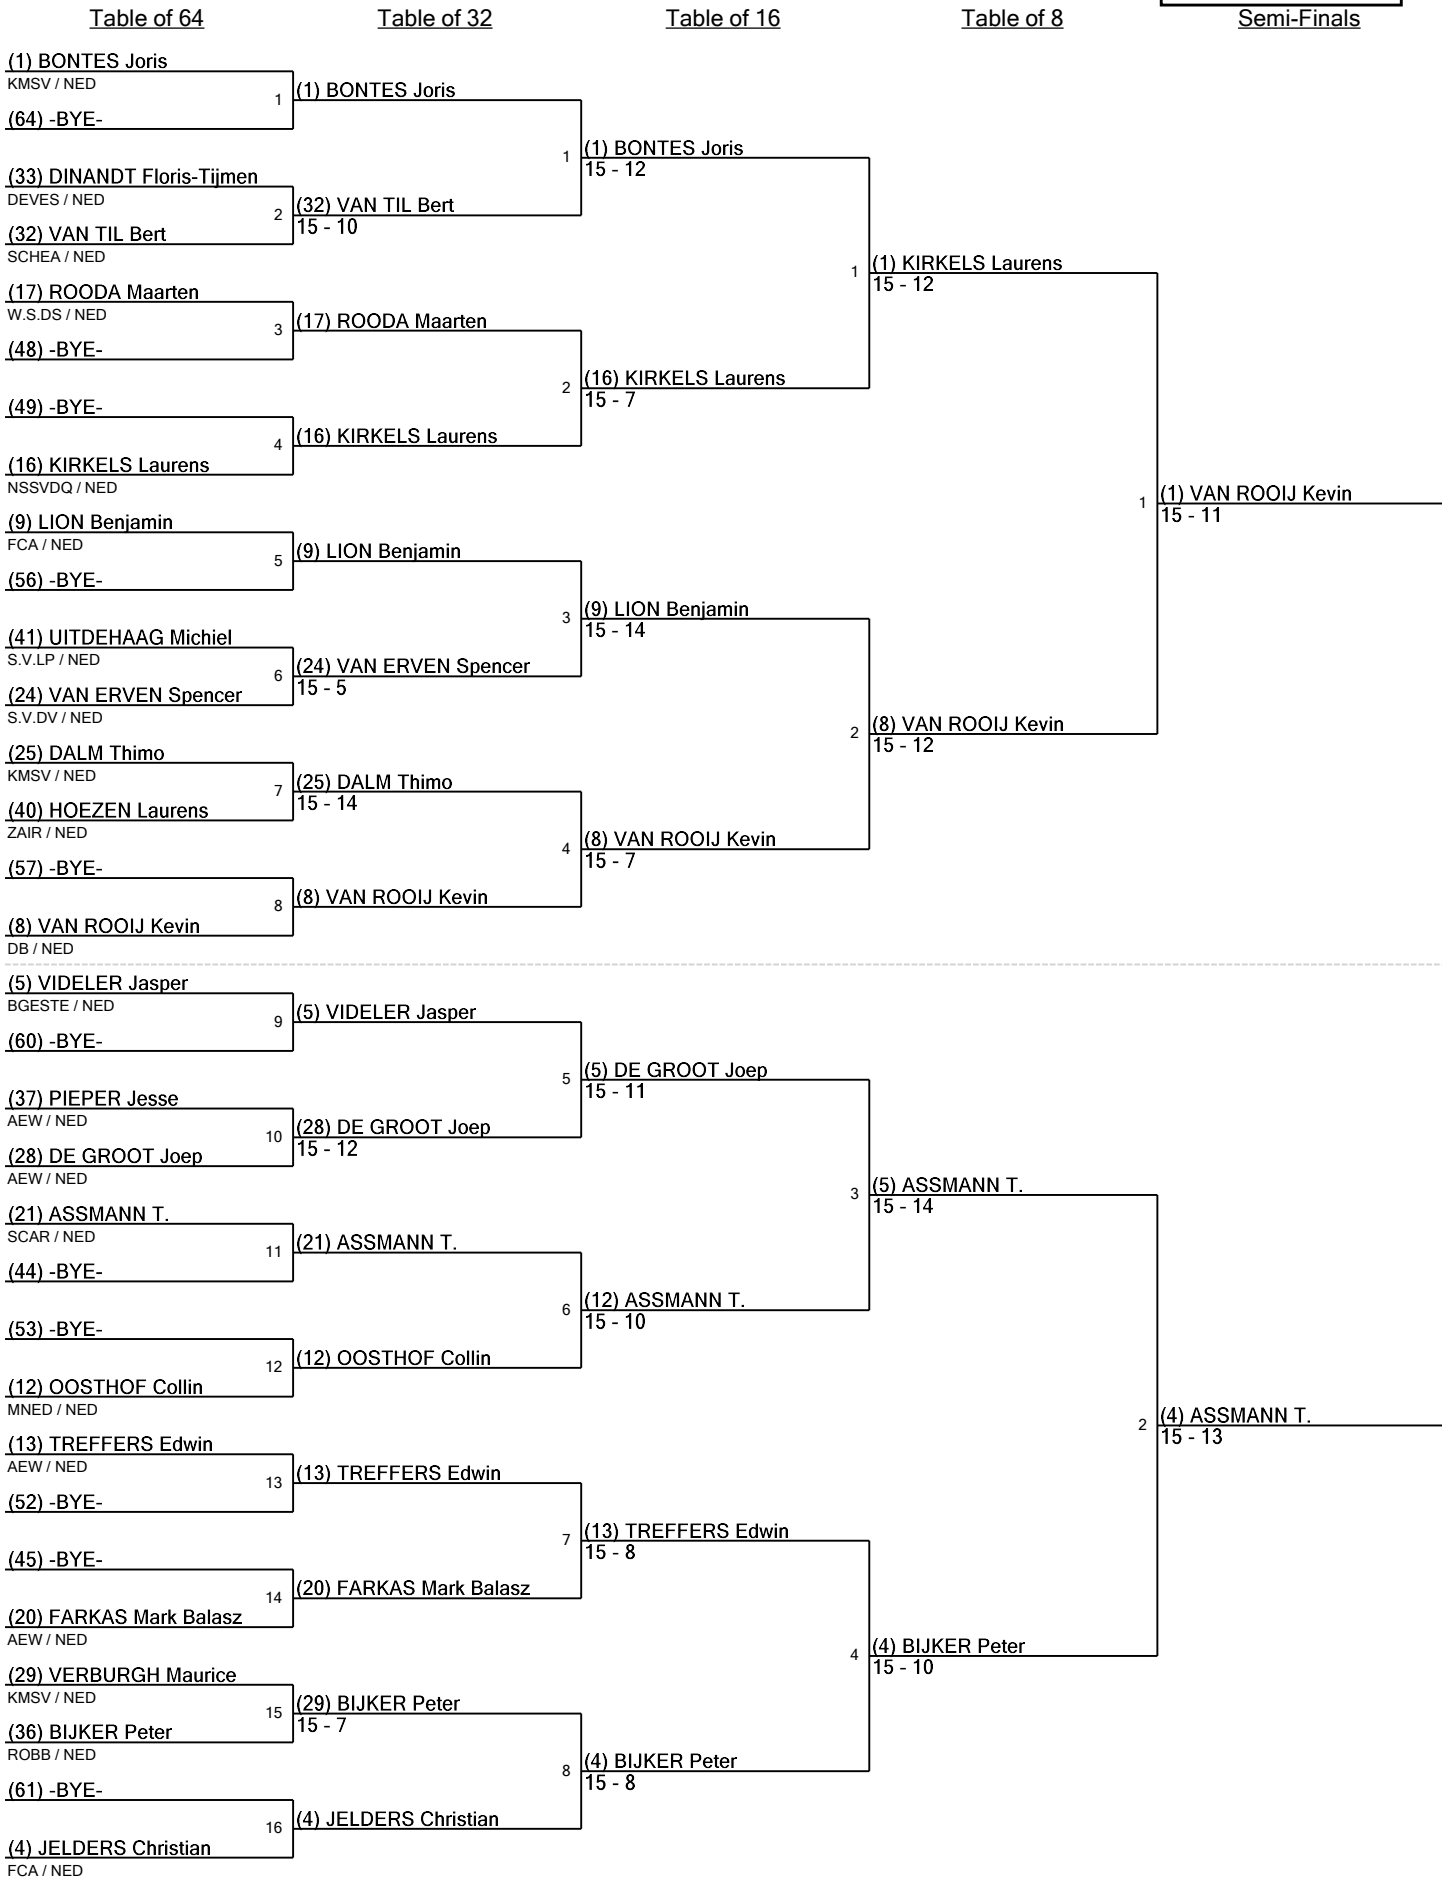 Table of 64
Table of 32
Table of 16
Table of 8
Semi-Finals
(1) BONTES Joris
KMSV / NED
1
(64) -BYE-
(33) DINANDT Floris-Tijmen
DEVES / NED
2
(32) VAN TIL Bert
SCHEA / NED
(17) ROODA Maarten
W.S.DS / NED
3
(48) -BYE-
(49) -BYE-
4
(16) KIRKELS Laurens
NSSVDQ / NED
(9) LION Benjamin
FCA / NED
5
(56) -BYE-
(41) UITDEHAAG Michiel
S.V.LP / NED
6
(24) VAN ERVEN Spencer
S.V.DV / NED
(25) DALM Thimo
KMSV / NED
7
(40) HOEZEN Laurens
ZAIR / NED
(57) -BYE-
8
(8) VAN ROOIJ Kevin
DB / NED
(5) VIDELER Jasper
BGESTE / NED
9
(60) -BYE-
(37) PIEPER Jesse
AEW / NED
10
(28) DE GROOT Joep
AEW / NED
(21) ASSMANN T.
SCAR / NED
11
(44) -BYE-
(53) -BYE-
12
(12) OOSTHOF Collin
MNED / NED
(13) TREFFERS Edwin
AEW / NED
13
(52) -BYE-
(45) -BYE-
14
(20) FARKAS Mark Balasz
AEW / NED
(29) VERBURGH Maurice
KMSV / NED
15
(36) BIJKER Peter
ROBB / NED
(61) -BYE-
16
(4) JELDERS Christian
FCA / NED
(1) BONTES Joris
1
(32) VAN TIL Bert
15 - 10
(17) ROODA Maarten
2
(16) KIRKELS Laurens
(9) LION Benjamin
3
(24) VAN ERVEN Spencer
15 - 5
(25) DALM Thimo
15 - 14
4
(8) VAN ROOIJ Kevin
(5) VIDELER Jasper
5
(28) DE GROOT Joep
15 - 12
(21) ASSMANN T.
6
(12) OOSTHOF Collin
(13) TREFFERS Edwin
7
(20) FARKAS Mark Balasz
(29) BIJKER Peter
15 - 7
8
(4) JELDERS Christian
(1) BONTES Joris
15 - 12
1
(16) KIRKELS Laurens
15 - 7
(9) LION Benjamin
15 - 14
2
(8) VAN ROOIJ Kevin
15 - 7
(5) DE GROOT Joep
15 - 11
3
(12) ASSMANN T.
15 - 10
(13) TREFFERS Edwin
15 - 8
4
(4) BIJKER Peter
15 - 8
(1) KIRKELS Laurens
15 - 12
1
(8) VAN ROOIJ Kevin
15 - 12
(5) ASSMANN T.
15 - 14
2
(4) BIJKER Peter
15 - 10
(1) VAN ROOIJ Kevin
15 - 11
(4) ASSMANN T.
15 - 13